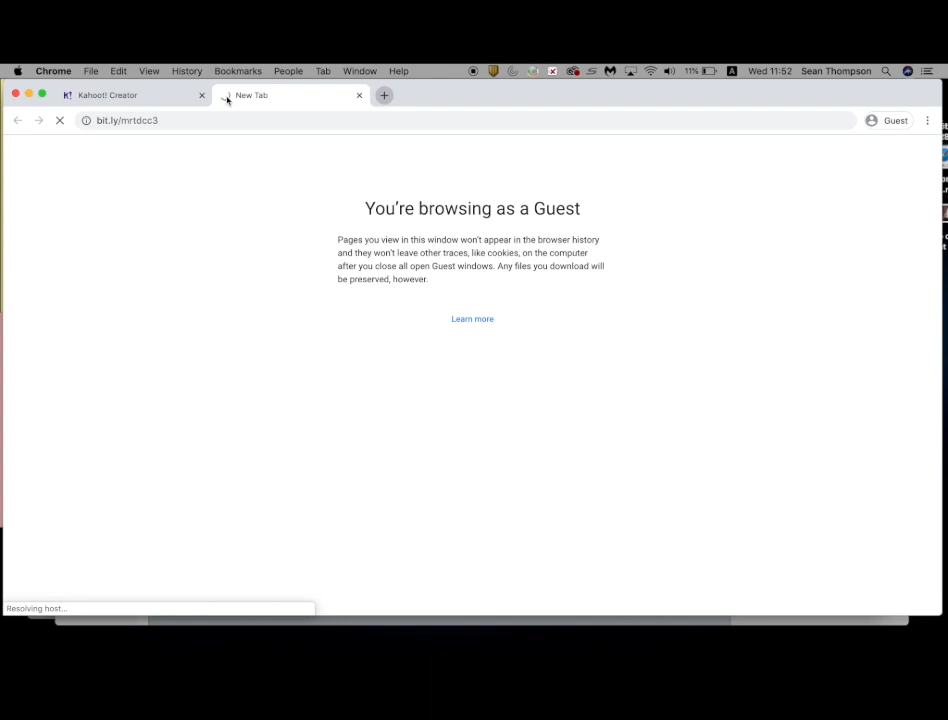 Chrome File Edit View History Bookmarks People Tab Window Help 11% A Wed 11:52 Sean Thompson
K! Kahoot! Creator New Tab
bit.ly/mrtdcc3 Guest
You're browsing as a Guest
Pages you view in this window won't appear in the browser history
and they won't leave other traces, like cookies, on the computer
after you close all open Guest windows. Any files you download will
be preserved, however.
Learn more
Resolving host...